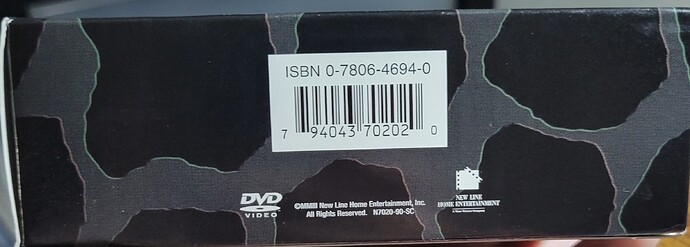 ISBN 0-7806-4694-0
7 94043 70202 0
DVD
VIDEO
©MMIII New Line Home Entertainment, Inc.
All Rights Reserved. N7020-90-SC
NEW LINE
HOME ENTERTAINMENT